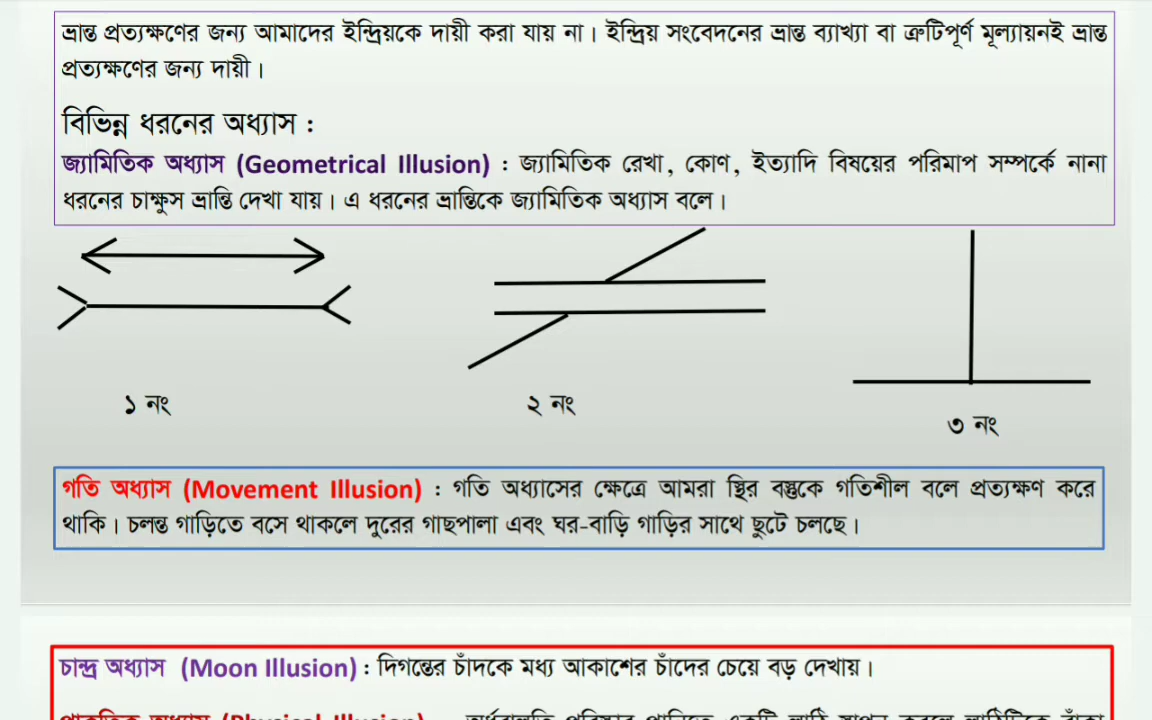 ভ্রান্ত প্রত্যক্ষণের জন্য আমাদের ইন্দ্রিয়কে দায়ী করা যায় না। ইন্দ্রিয় সংবেদনের ভ্রান্ত ব্যাখ্যা বা ত্রুটিপূর্ণ মূল্যায়নই ভ্রান্ত
প্রত্যক্ষণের জন্য দায়ী।
বিভিন্ন ধরনের অধ্যাস :
জ্যামিতিক অধ্যাস (Geometrical Illusion) : জ্যামিতিক রেখা, কোণ, ইত্যাদি বিষয়ের পরিমাপ সম্পর্কে নানা
ধরনের চাক্ষুস ভ্রান্তি দেখা যায়। এ ধরনের ভ্রান্তিকে জ্যামিতিক অধ্যাস বলে।
১ নং
২ নং
৩ নং
গতি অধ্যাস (Movement Illusion) : গতি অধ্যাসের ক্ষেত্রে আমরা স্থির বস্তুকে গতিশীল বলে প্রত্যক্ষণ করে
থাকি। চলন্ত গাড়িতে বসে থাকলে দুরের গাছপালা এবং ঘর-বাড়ি গাড়ির সাথে ছুটে চলছে।
চান্দ্র অধ্যাস (Moon Illusion) : দিগন্তের চাঁদকে মধ্য আকাশের চাঁদের চেয়ে বড় দেখায়।
(Physical Illusion)